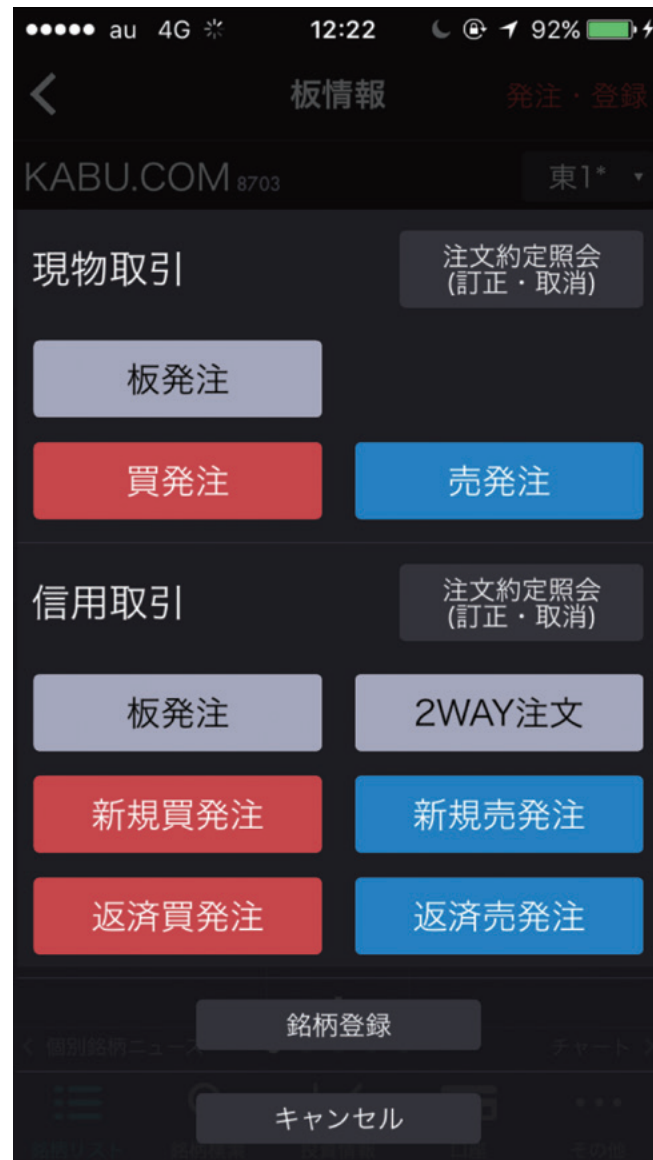 au 4G 12:22 92%
板情報 発注・登録
KABU.COM 8703 東1*
現物取引
注文約定照会
(訂正・取消)
板発注
買発注 売発注
信用取引
注文約定照会
(訂正・取消)
板発注 2WAY注文
新規買発注 新規売発注
返済買発注 返済売発注
銘柄登録
個別銘柄ニュース チャート
キャンセル
その他